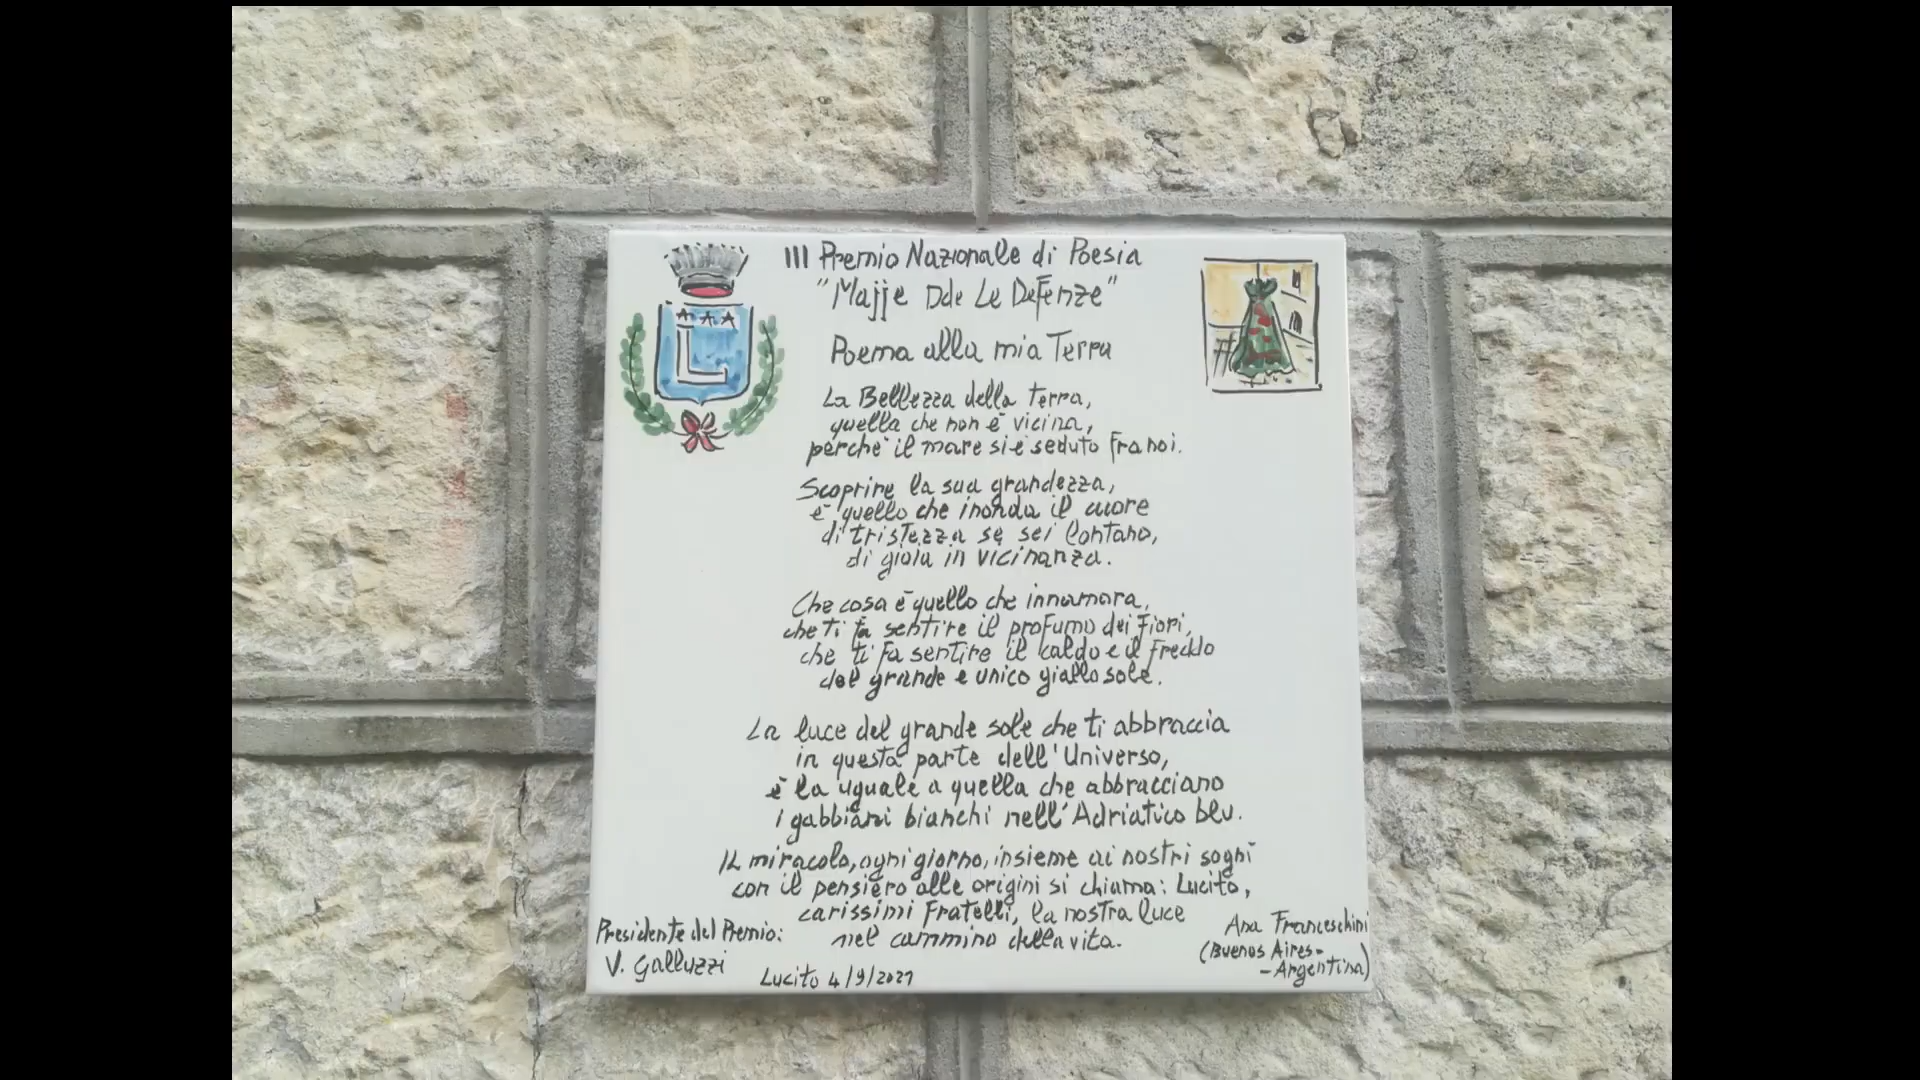 III Premio Nazionale di Poesia
"Majje Dde Le Defenze"
Poema alla mia Terra
La Bellezza della terra,
quella che non è vicina,
perchè il mare si è seduto fra noi.
Scoprire la sua grandezza,
è quello che inonda il cuore
di tristezza se sei lontano,
di gioia in vicinanza.
Che cosa è quello che innamora,
che ti fa sentire il profumo dei fiori,
che ti fa sentire il caldo e il freddo
del grande e unico giallo sole.
La luce del grande sole che ti abbraccia
in questa parte dell'Universo,
è la uguale a quella che abbracciano
i gabbiani bianchi nell'Adriatico blu.
Il miracolo, ogni giorno, insieme ai nostri sogni
con il pensiero alle origini si chiama: Lucito,
carissimi Fratelli, la nostra luce
nel cammino della vita.
Presidente del Premio:
V. Galluzzi
Lucito 4/9/2021
Ana Franceschini
(Buenos Aires-
-Argentina)
L